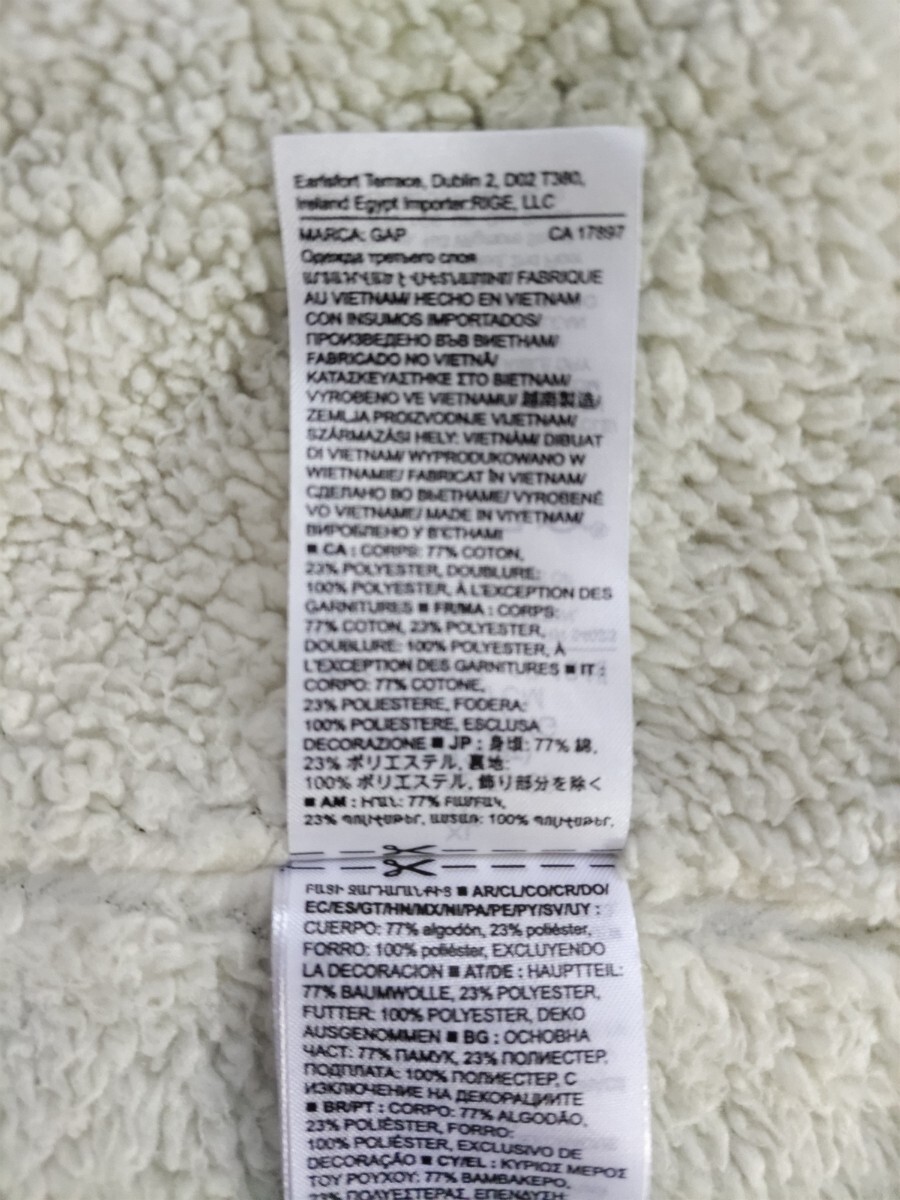 Earlsfort Terrace, Dublin 2, D02 T380,
Ireland Egypt Importer:RIGE, LLC
MARCA: GAP CA 17897
Одежда третьего слоя
FABRIQUE
AU VIETNAM/ HECHO EN VIETNAM
CON INSUMOS IMPORTADOS/
ПРОИЗВЕДЕНО ВЪВ ВИЕТНАМ/
FABRICADO NO VIETNÃ/
ΚΑΤΑΣΚΕΥΑΣΤΗΚΕ ΣΤΟ ΒΙΕΤΝΑΜ/
VYROBENO VE VIETNAMU/ 越南製造/
ZEMLJA PROIZVODNJE VIJETNAM/
SZÁRMAZÁSI HELY: VIETNÁM/ DIBUAT
DI VIETNAM/ WYPRODUKOWANO W
WIETNAMIE/ FABRICAT ÎN VIETNAM/
СДЕЛАНО ВО ВЬЕТНАМЕ/ VYROBENÉ
VO VIETNAME/ MADE IN VIYETNAM/
ВИРОБЛЕНО У В'ЄТНАМІ
■ CA : CORPS: 77% COTON,
23% POLYESTER, DOUBLURE:
100% POLYESTER, À L'EXCEPTION DES
GARNITURES ■ FR/MA : CORPS:
77% COTON, 23% POLYESTER,
DOUBLURE: 100% POLYESTER, À
L'EXCEPTION DES GARNITURES ■ IT :
CORPO: 77% COTONE,
23% POLIESTERE, FODERA:
100% POLIESTERE, ESCLUSA
DECORAZIONE ■ JP : 身頃: 77% 綿,
23% ポリエステル, 裏地:
100% ポリエステル, 飾り部分を除く
■ AM : 77%
23% 100%
■ AR/CL/CO/CR/DO/
EC/ES/GT/HN/MX/NI/PA/PE/PY/SV/UY :
CUERPO: 77% algodón, 23% poliéster,
FORRO: 100% poliéster, EXCLUYENDO
LA DECORACION ■ AT/DE : HAUPTTEIL:
77% BAUMWOLLE, 23% POLYESTER,
FUTTER: 100% POLYESTER, DEKO
AUSGENOMMEN ■ BG : ОСНОВНА
ЧАСТ: 77% ПАМУК, 23% ПОЛИЕСТЕР,
ПОДПЛАТА: 100% ПОЛИЕСТЕР, С
ИЗКЛЮЧЕНИЕ НА ДЕКОРАЦИИТЕ
■ BR/PT : CORPO: 77% ALGODÃO,
23% POLIÉSTER, FORRO:
100% POLIÉSTER, EXCLUSIVO DE
DECORAÇÃO ■ CY/EL : ΚΥΡΙΩΣ ΜΕΡΟΣ
ΤΟΥ ΡΟΥΧΟΥ: 77% ΒΑΜΒΑΚΕΡΟ,
23% ΠΟΛΥΕΣΤΕΡΑΣ, ΕΠΕΝΔΥΣΗ: